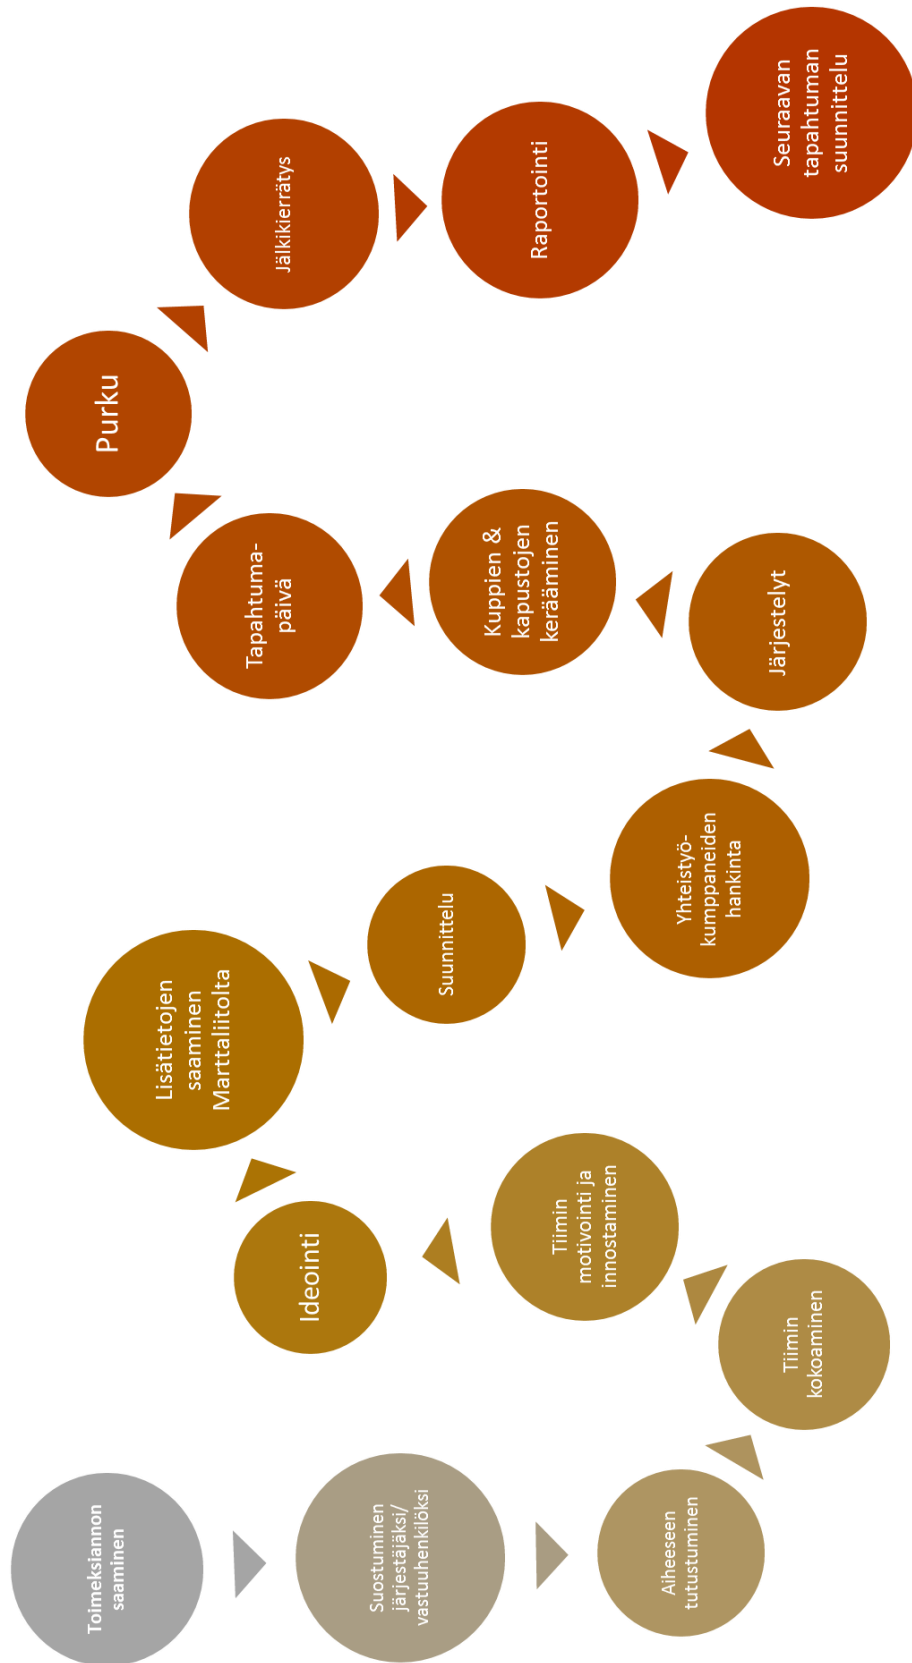 Toimeksiannon
saaminen
Suostuminen
järjestäjäksi/
vastuuhenkilöksi
Aiheeseen
tutustuminen
Tiimin
kokoaminen
Tiimin
motivointi ja
innostaminen
Ideointi
Lisätietojen
saaminen
Marttaliitolta
Suunnittelu
Yhteistyö-
kumppaneiden
hankinta
Järjestelyt
Kuppien &
kapustojen
kerääminen
Tapahtuma-
päivä
Purku
Jälkikierrätys
Raportointi
Seuraavan
tapahtuman
suunnittelu